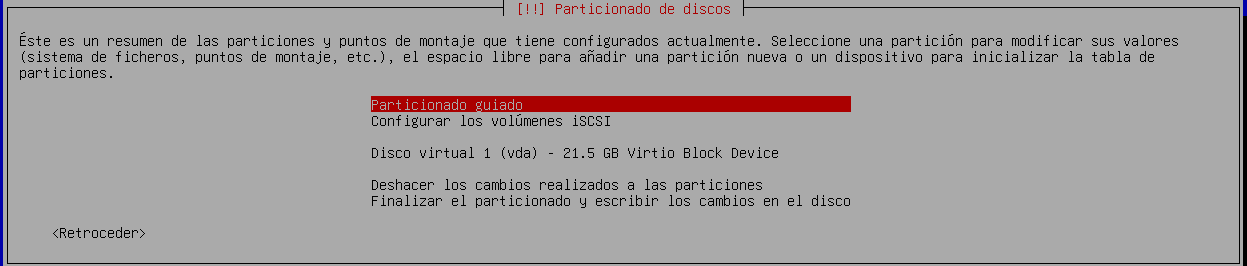 [!!] Particionado de discos
Éste es un resumen de las particiones y puntos de montaje que tiene configurados actualmente. Seleccione una partición para modificar sus valores
(sistema de ficheros, puntos de montaje, etc.), el espacio libre para añadir una partición nueva o un dispositivo para inicializar la tabla de
particiones.
Particionado guiado
Configurar los volúmenes iSCSI
Disco virtual 1 (vda) - 21.5 GB Virtio Block Device
Deshacer los cambios realizados a las particiones
Finalizar el particionado y escribir los cambios en el disco
<Retroceder>